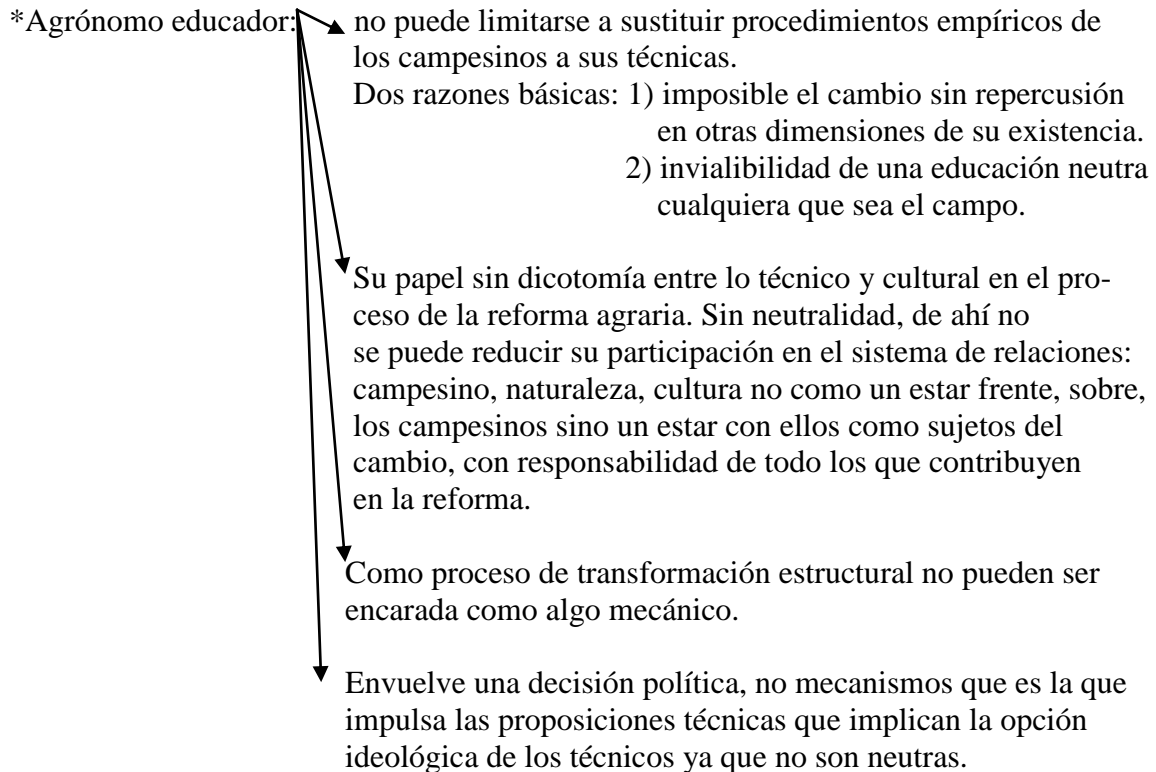 *Agrónomo educador: no puede limitarse a sustituir procedimientos empíricos de
los campesinos a sus técnicas.
Dos razones básicas: 1) imposible el cambio sin repercusión
en otras dimensiones de su existencia.
2) invialibilidad de una educación neutra
cualquiera que sea el campo.
Su papel sin dicotomía entre lo técnico y cultural en el pro-
ceso de la reforma agraria. Sin neutralidad, de ahí no
se puede reducir su participación en el sistema de relaciones:
campesino, naturaleza, cultura no como un estar frente, sobre,
los campesinos sino un estar con ellos como sujetos del
cambio, con responsabilidad de todo los que contribuyen
en la reforma.
Como proceso de transformación estructural no pueden ser
encarada como algo mecánico.
Envuelve una decisión política, no mecanismos que es la que
impulsa las proposiciones técnicas que implican la opción
ideológica de los técnicos ya que no son neutras.